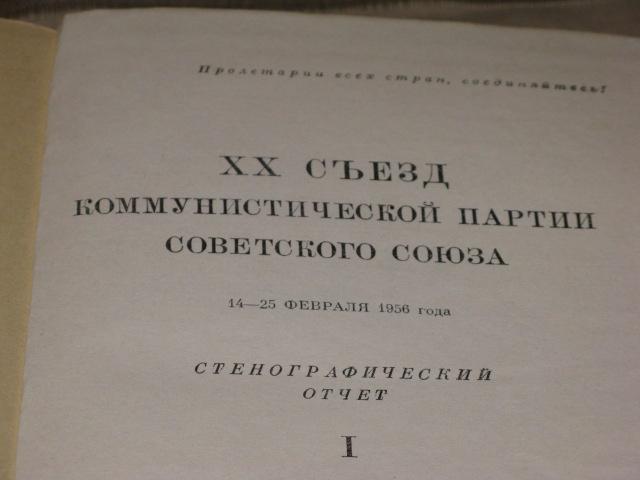 Пролетарии всех стран, соединяйтесь!
XX СЪЕЗД
КОММУНИСТИЧЕСКОЙ ПАРТИИ
СОВЕТСКОГО СОЮЗА
14—25 ФЕВРАЛЯ 1956 года
СТЕНОГРАФИЧЕСКИЙ
ОТЧЕТ
I